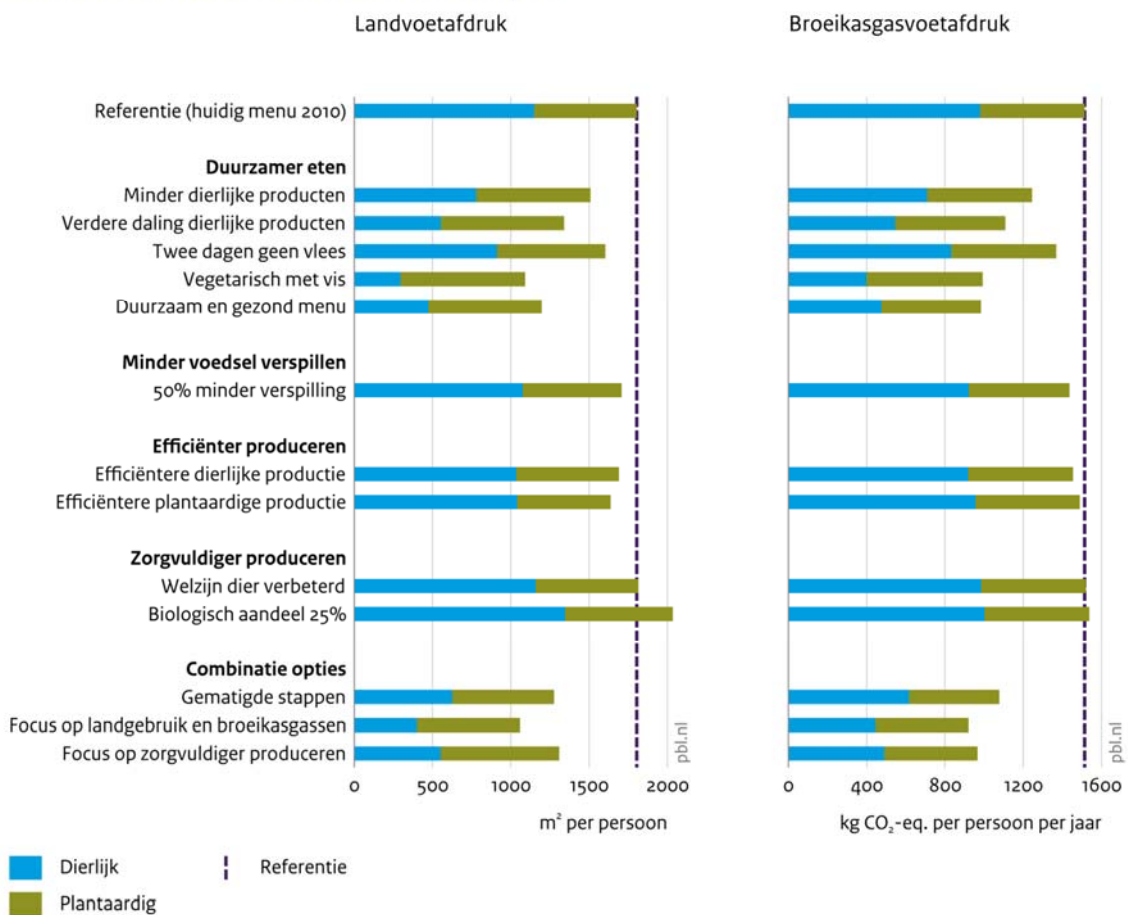 Landvoetafdruk
Broeikasgasvoetafdruk
Referentie (huidig menu 2010)
Duurzamer eten
Minder dierlijke producten
Verdere daling dierlijke producten
Twee dagen geen vlees
Vegetarisch met vis
Duurzaam en gezond menu
Minder voedsel verspillen
50% minder verspilling
Efficiënter produceren
Efficiëntere dierlijke productie
Efficiëntere plantaardige productie
Zorgvuldiger produceren
Welzijn dier verbeterd
Biologisch aandeel 25%
Combinatie opties
Gematigde stappen
Focus op landgebruik en broeikasgassen
Focus op zorgvuldiger produceren
pbl.nl
pbl.nl
0 500 1000 1500 2000
0 800 1200 1600
m² per persoon
kg CO₂-eq. per persoon per jaar
Dierlijk
Referentie
Plantaardig